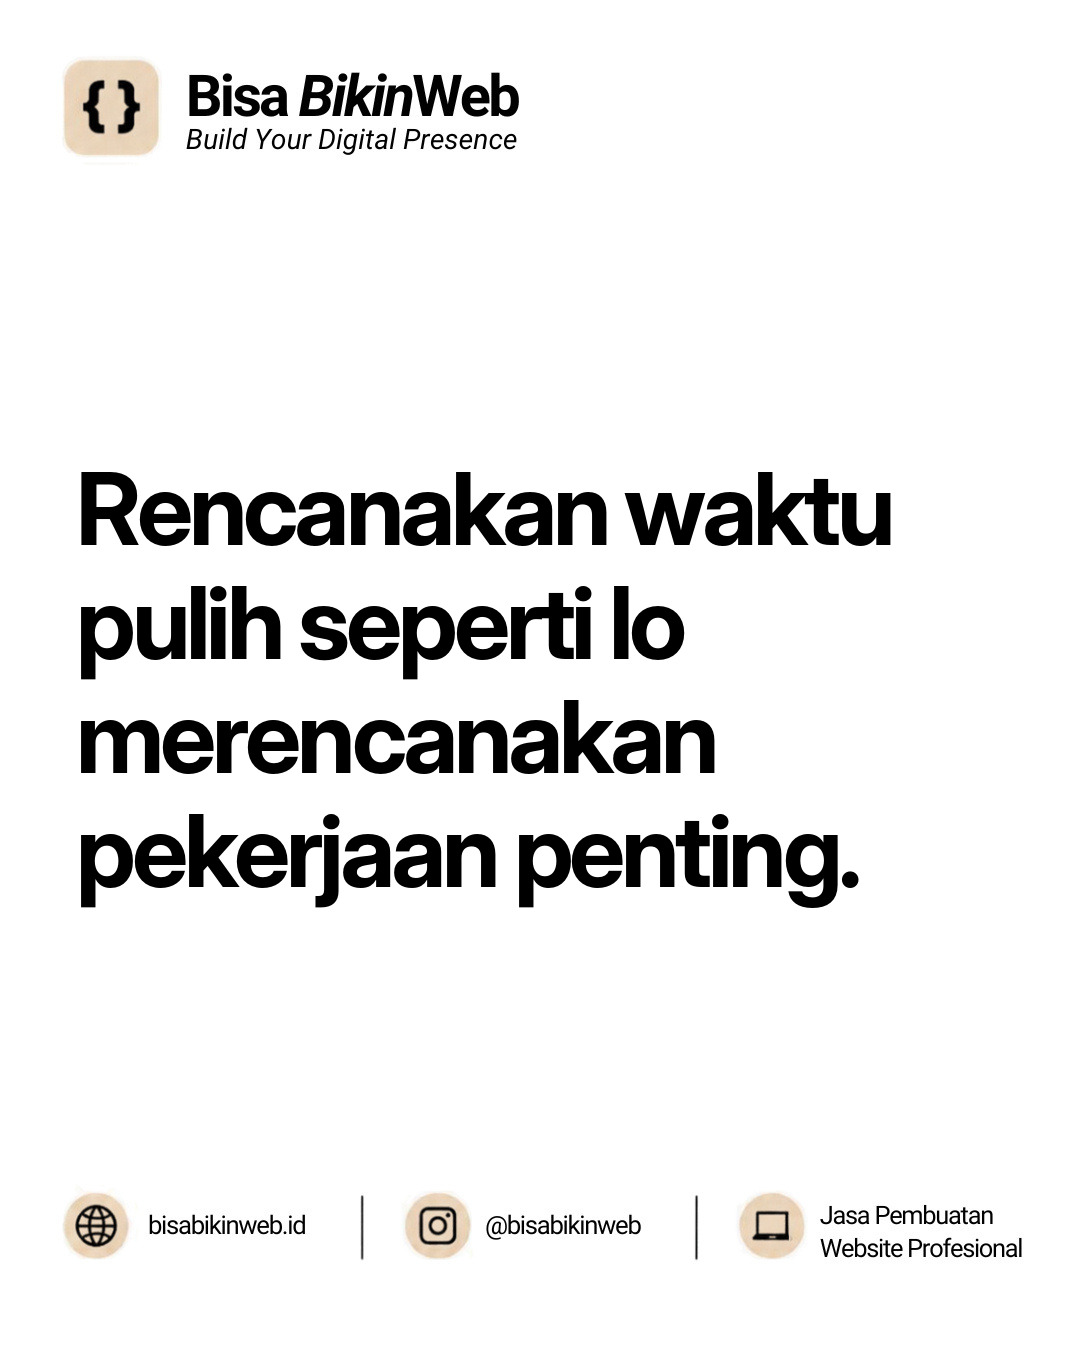 { }
Bisa BikinWeb
Build Your Digital Presence
Rencanakan waktu
pulih seperti lo
merencanakan
pekerjaan penting.
bisabikinweb.id
@bisabikinweb
Jasa Pembuatan
Website Profesional